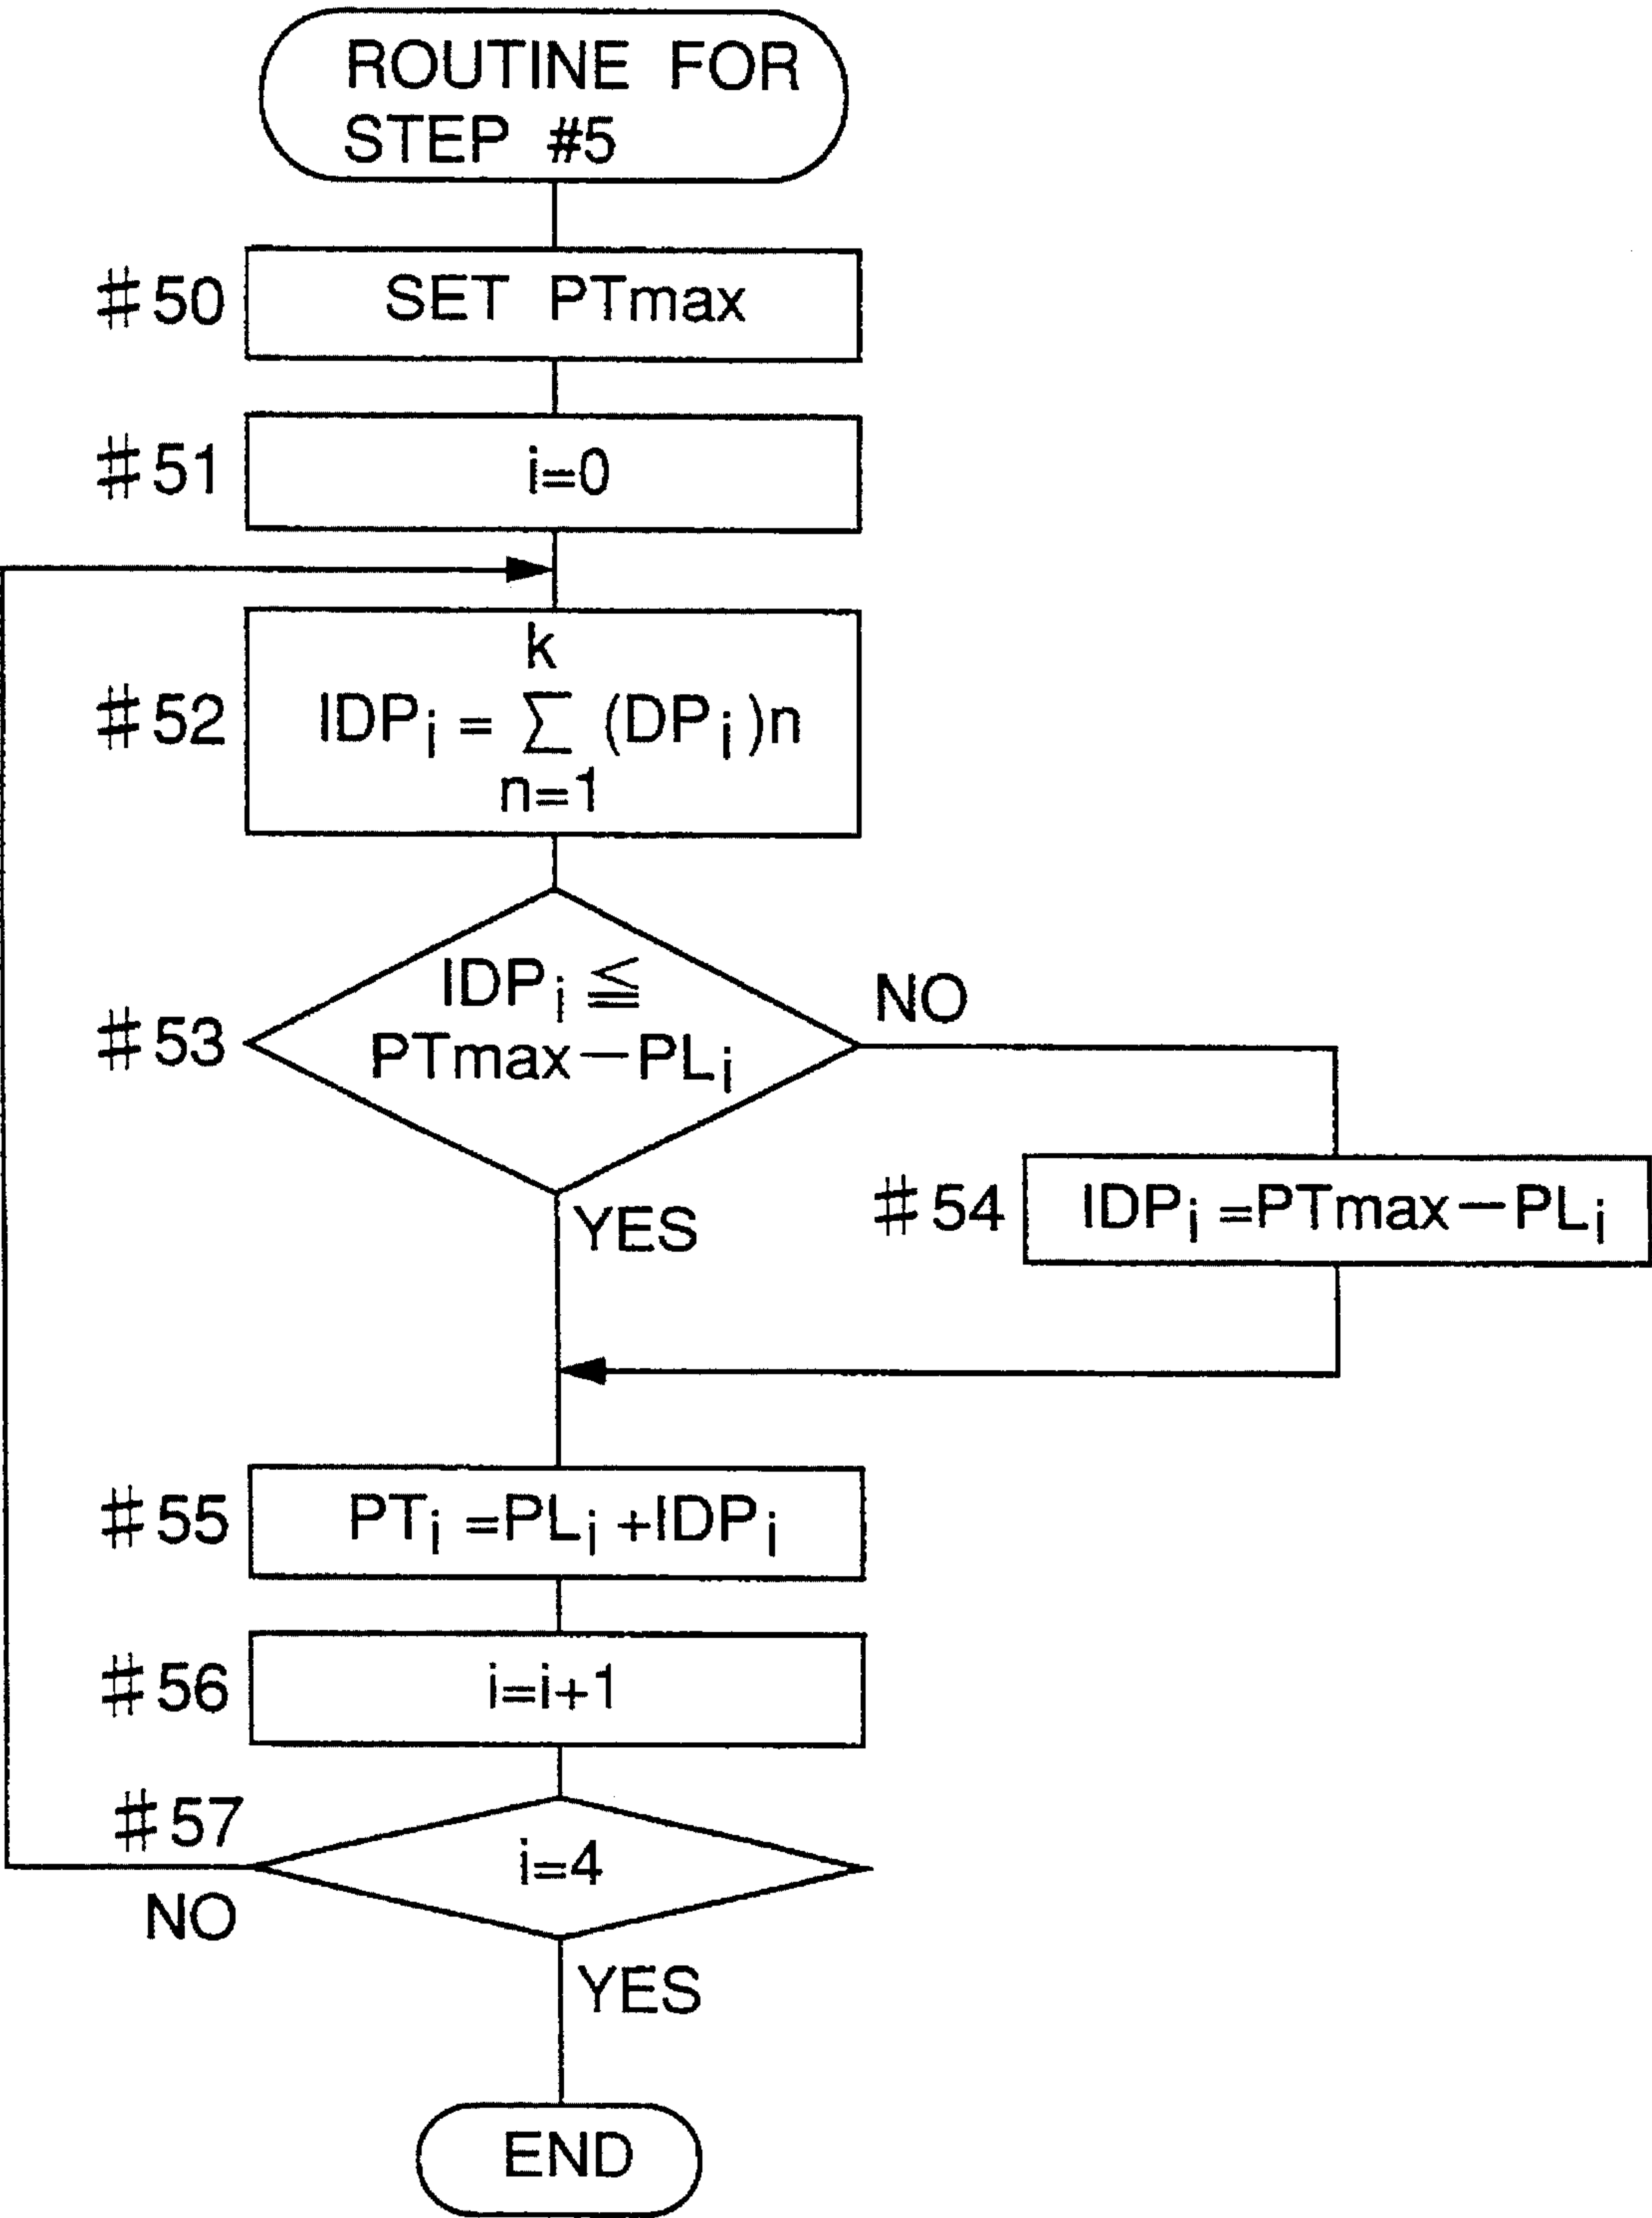 ROUTINE FOR
STEP #5
#50 SET PTmax
#51 i=0
k
#52 IDPi = Σ (DPi)n
n=1
IDPi ≦ NO
#53 PTmax−PLi
#54 IDPi=PTmax−PLi
YES
#55 PTi=PLi+IDPi
#56 i=i+1
#57
i=4
NO
YES
END